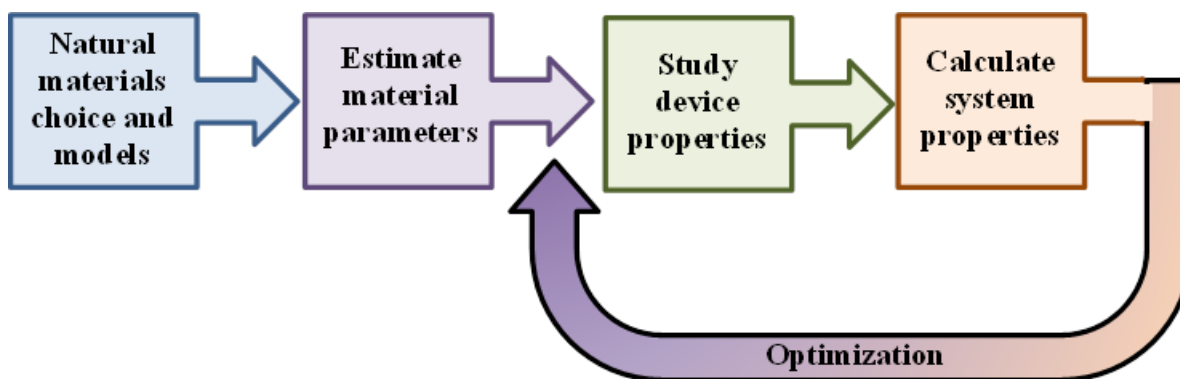 Natural
materials
choice and
models
Estimate
material
parameters
Study
device
properties
Calculate
system
properties
Optimization